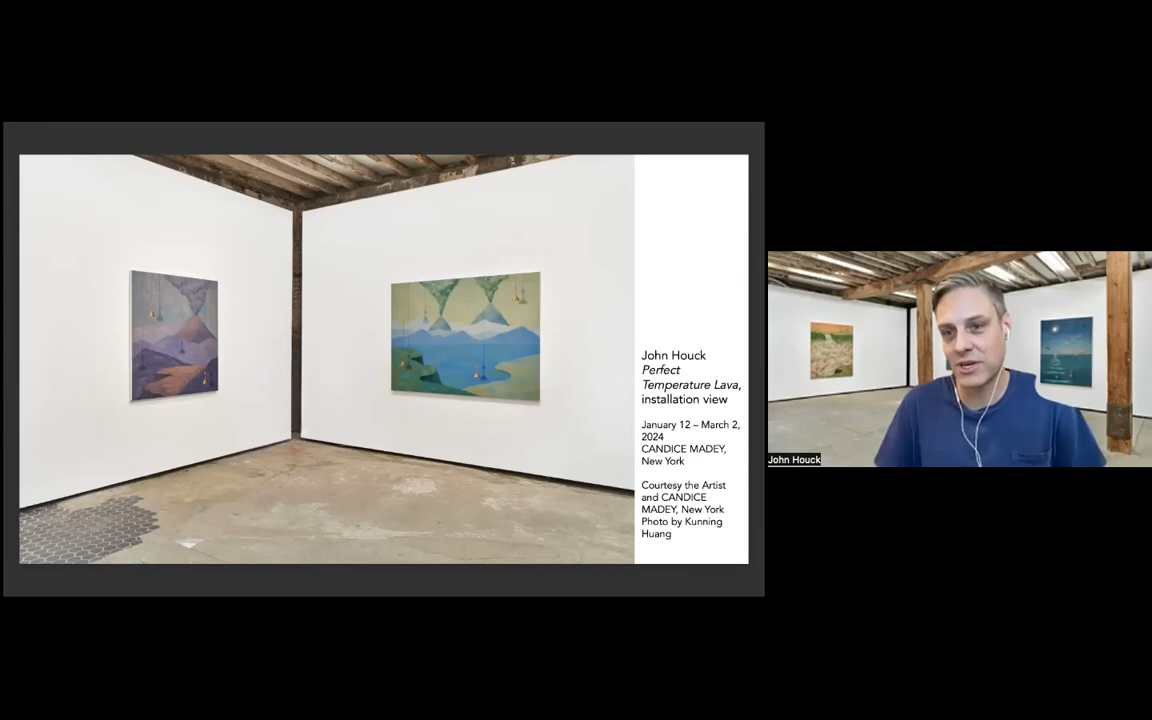 John Houck
Perfect
Temperature Lava,
installation view
January 12 – March 2,
2024
CANDICE MADEY,
New York
Courtesy the Artist
and CANDICE
MADEY, New York
Photo by Kunning
Huang
John Houck